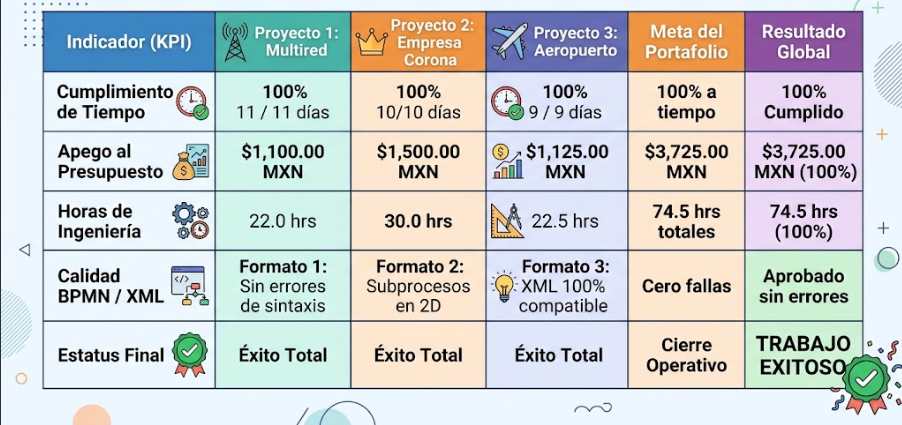 Indicador (KPI)
Proyecto 1:
Multired
Proyecto 2:
Empresa
Corona
Proyecto 3:
Aeropuerto
Meta del
Portafolio
Resultado
Global
Cumplimiento
de Tiempo
100%
11 / 11 días
100%
10/10 días
100%
9 / 9 días
100% a
tiempo
100%
Cumplido
Apego al
Presupuesto
$1,100.00
MXN
$1,500.00
MXN
$1,125.00
MXN
$3,725.00
MXN
$3,725.00
MXN (100%)
Horas de
Ingeniería
22.0 hrs
30.0 hrs
22.5 hrs
74.5 hrs
totales
74.5 hrs
(100%)
Calidad
BPMN / XML
</>
Formato 1:
Sin errores
de sintaxis
Formato 2:
Subprocesos
en 2D
Formato 3:
XML 100%
compatible
Cero fallas
Aprobado
sin errores
Estatus Final
Éxito Total
Éxito Total
Éxito Total
Cierre
Operativo
TRABAJO
EXITOSO